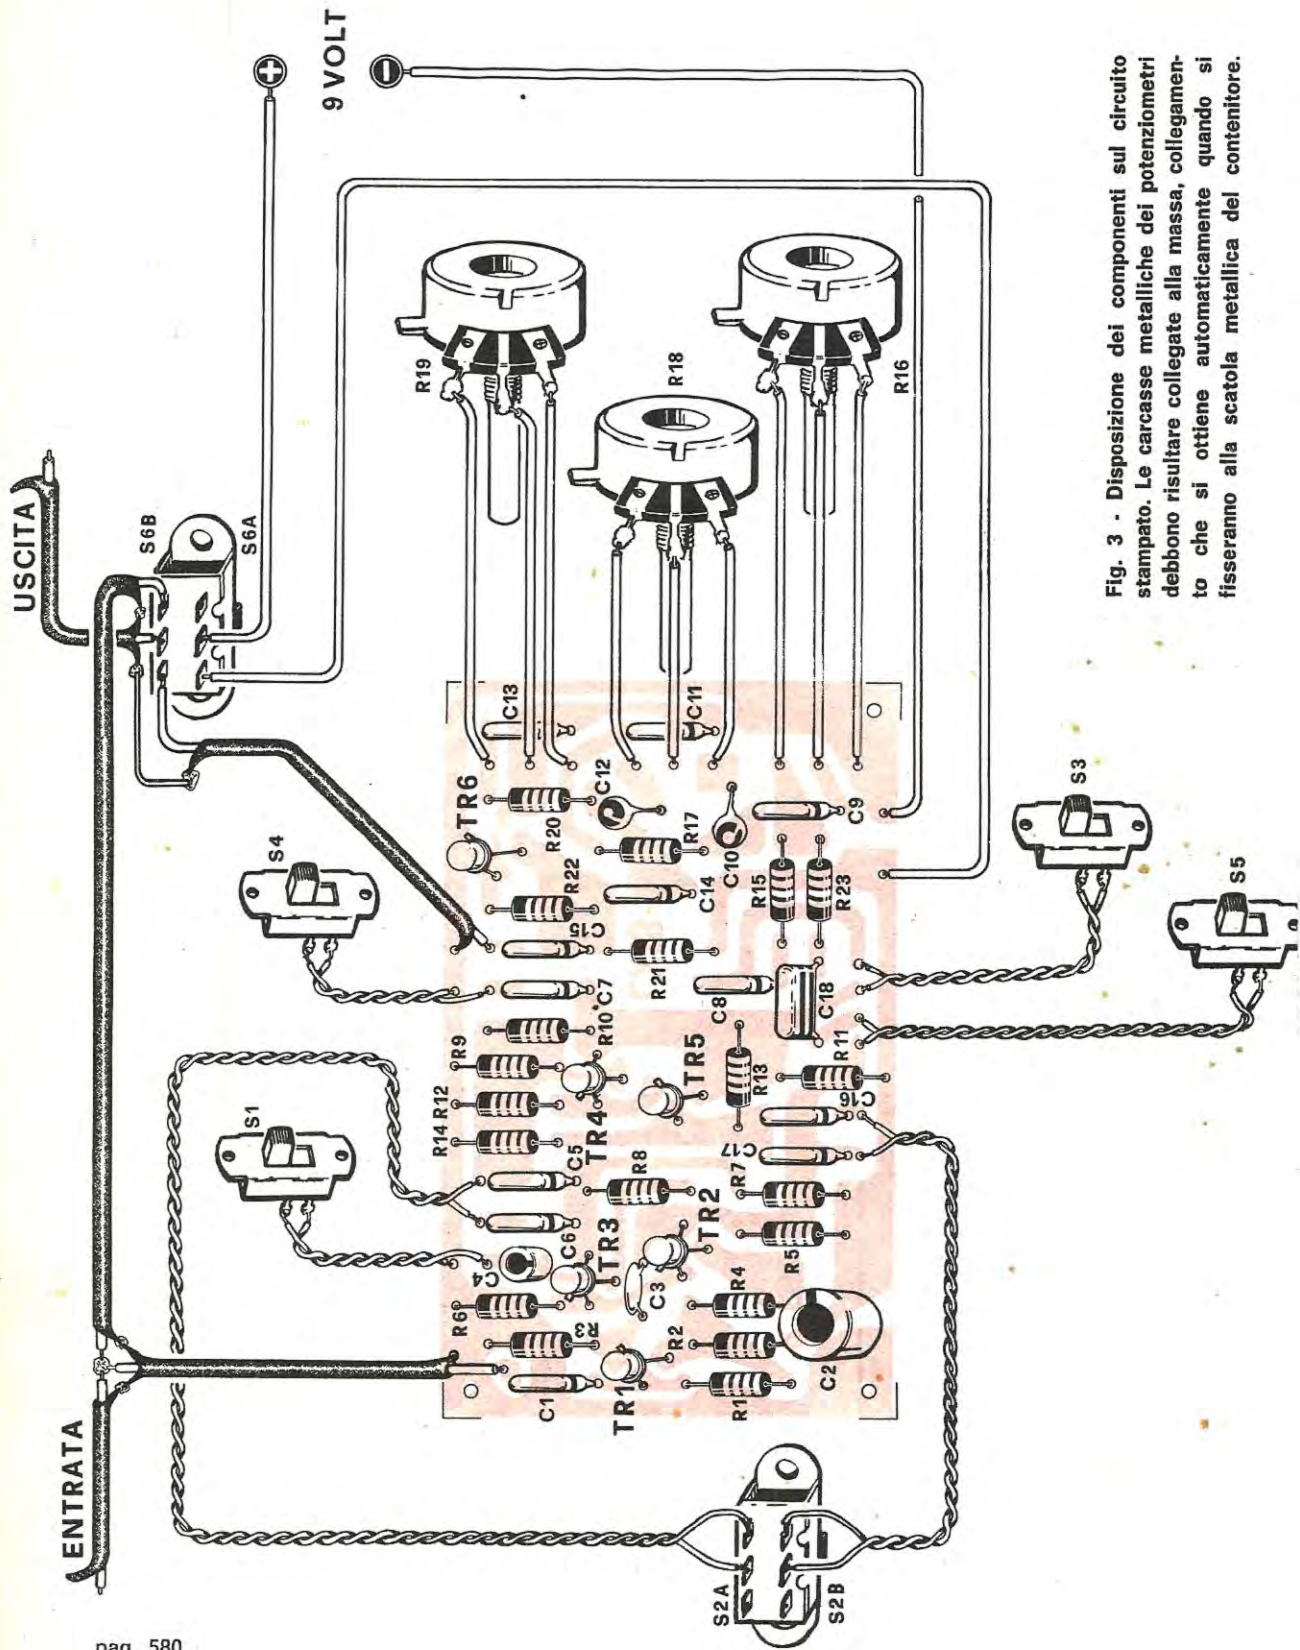 USCITA
9 VOLT
+
-
S6B
S6A
ENTRATA
S4
S1
R19
R18
R16
C13
C11
TR6
R20
C12
R17
C10
C9
R22
C14
R15
R23
C15
R21
C8
C18
C7
R10
R9
R12
R14
TR4
TR5
R13
R11
C16
C17
C5
C6
R8
R7
TR3
TR2
R5
C4
C3
R4
R6
R3
R2
C2
C1
TR1
R1
S3
S5
S2A
S2B
Fig. 3 - Disposizione dei componenti sul circuito
stampato. Le carcasse metalliche dei potenziometri
debbono risultare collegate alla massa, collegamen-
to che si ottiene automaticamente quando si
fisseranno alla scatola metallica del contenitore.
pag. 580